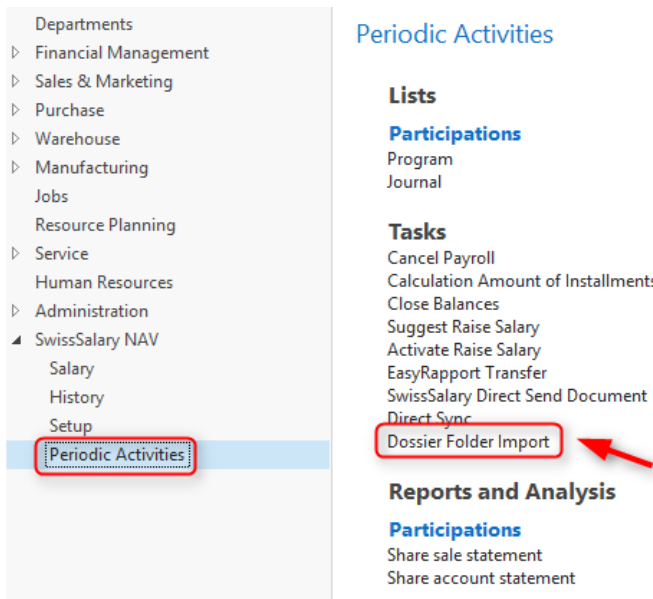 Departments
Financial Management
Sales & Marketing
Purchase
Warehouse
Manufacturing
Jobs
Resource Planning
Service
Human Resources
Administration
SwissSalary NAV
Salary
History
Setup
Periodic Activities
Periodic Activities
Lists
Participations
Program
Journal
Tasks
Cancel Payroll
Calculation Amount of Installments
Close Balances
Suggest Raise Salary
Activate Raise Salary
EasyRapport Transfer
SwissSalary Direct Send Document
Direct Sync
Dossier Folder Import
Reports and Analysis
Participations
Share sale statement
Share account statement